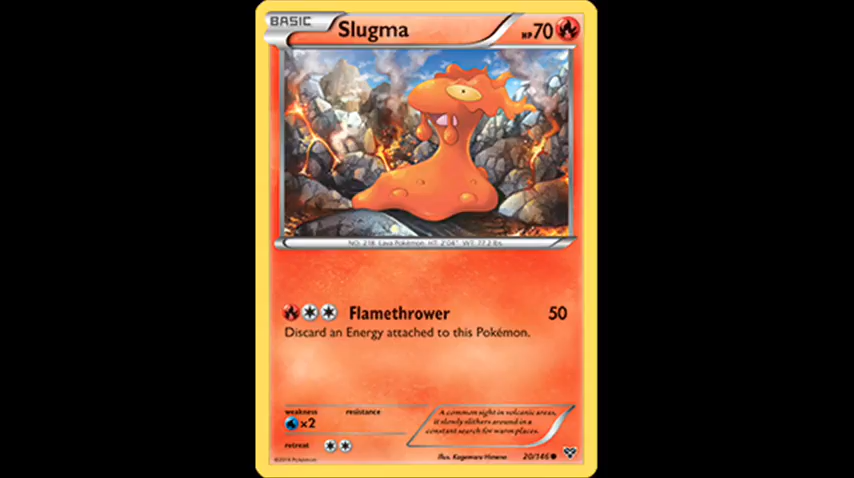 BASIC Slugma HP70
NO. 218 Lava Pokémon HT: 2'04" WT: 77.2 lbs.
Flamethrower 50
Discard an Energy attached to this Pokémon.
weakness resistance
×2
A common sight in volcanic areas,
it slowly slithers around in a
constant search for warm places.
retreat
©2014 Pokémon
Illus. Kagemaru Himeno 20/146
XY